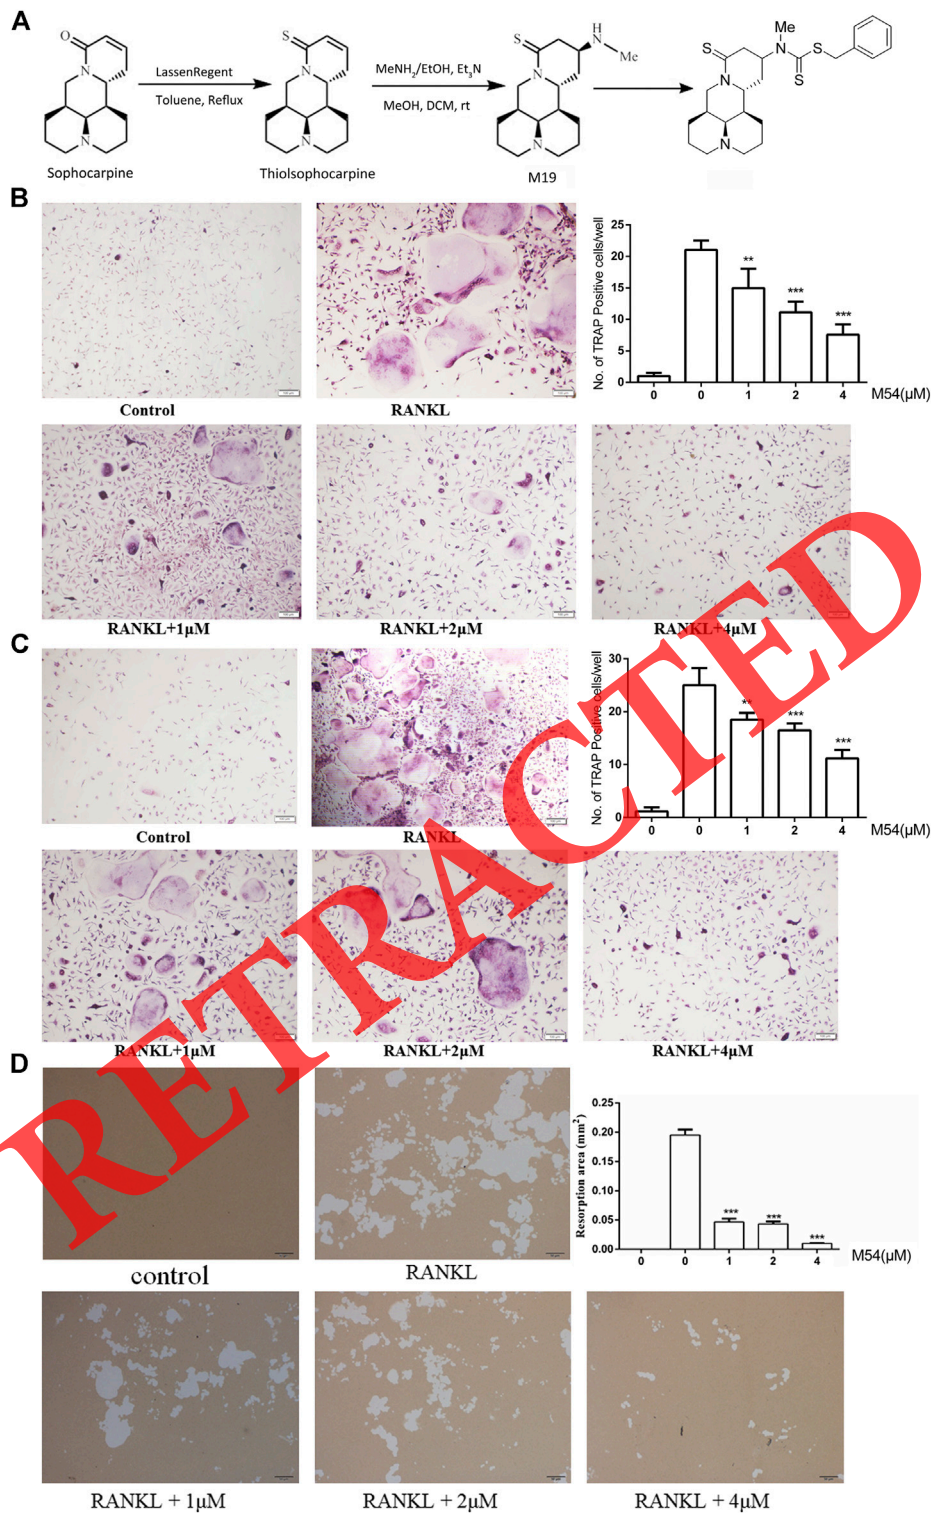 A
O
N
N
Sophocarpine
LassenRegent
Toluene, Reflux
S
N
N
Thiolsophocarpine
MeNH2/EtOH, Et3N
MeOH, DCM, rt
S
H
N
Me
N
N
M19
Me
N
S
S
S
N
N
B
Control
RANKL
No. of TRAP Positive cells/well
25
20
15
10
5
0
**
***
***
0 0 1 2 4 M54(μM)
RANKL+1μM
RANKL+2μM
RANKL+4μM
C
Control
RANKL
No. of TRAP Positive cells/well
30
20
10
0
**
***
***
0 0 1 2 4 M54(μM)
RANKL+1μM
RANKL+2μM
RANKL+4μM
D
control
RANKL
Resorption area (mm²)
0.25
0.20
0.15
0.10
0.05
0.00
***
***
***
0 0 1 2 4 M54(μM)
RANKL + 1μM
RANKL + 2μM
RANKL + 4μM
RETRACTED